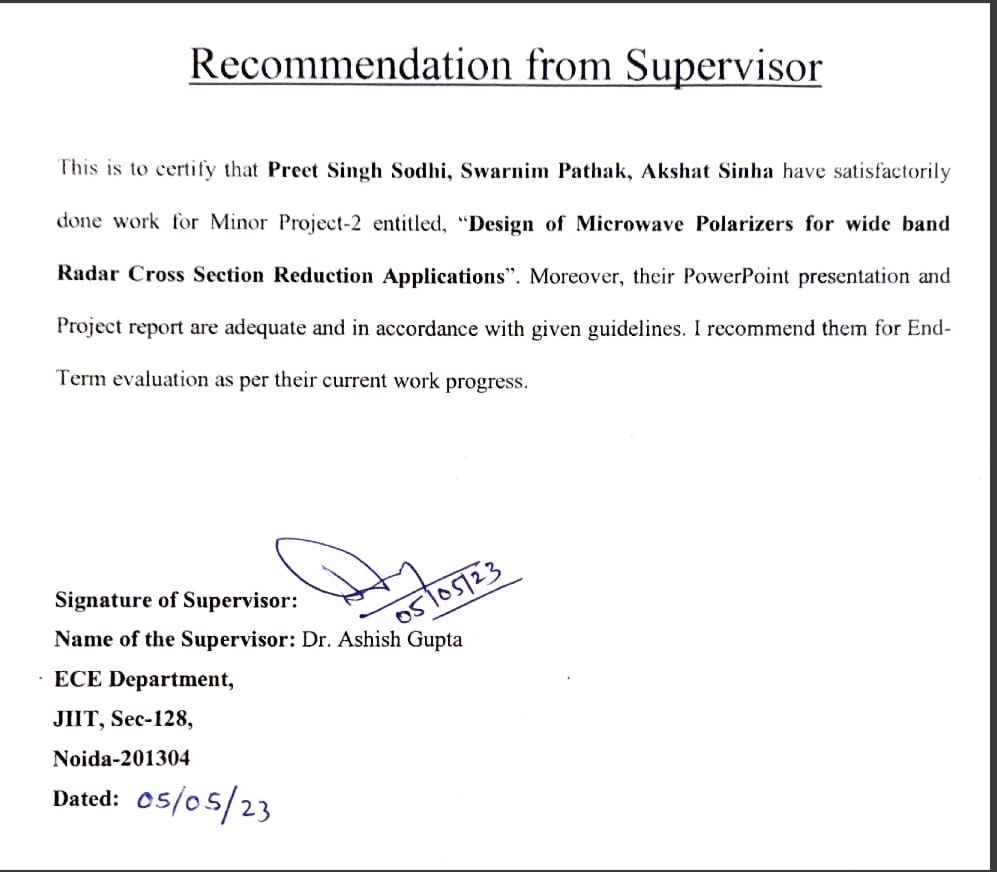 Recommendation from Supervisor
This is to certify that Preet Singh Sodhi, Swarnim Pathak, Akshat Sinha have satisfactorily
done work for Minor Project-2 entitled, “Design of Microwave Polarizers for wide band
Radar Cross Section Reduction Applications”. Moreover, their PowerPoint presentation and
Project report are adequate and in accordance with given guidelines. I recommend them for End-
Term evaluation as per their current work progress.
05/05/23
Signature of Supervisor:
Name of the Supervisor: Dr. Ashish Gupta
ECE Department,
JIIT, Sec-128,
Noida-201304
Dated: 05/05/23